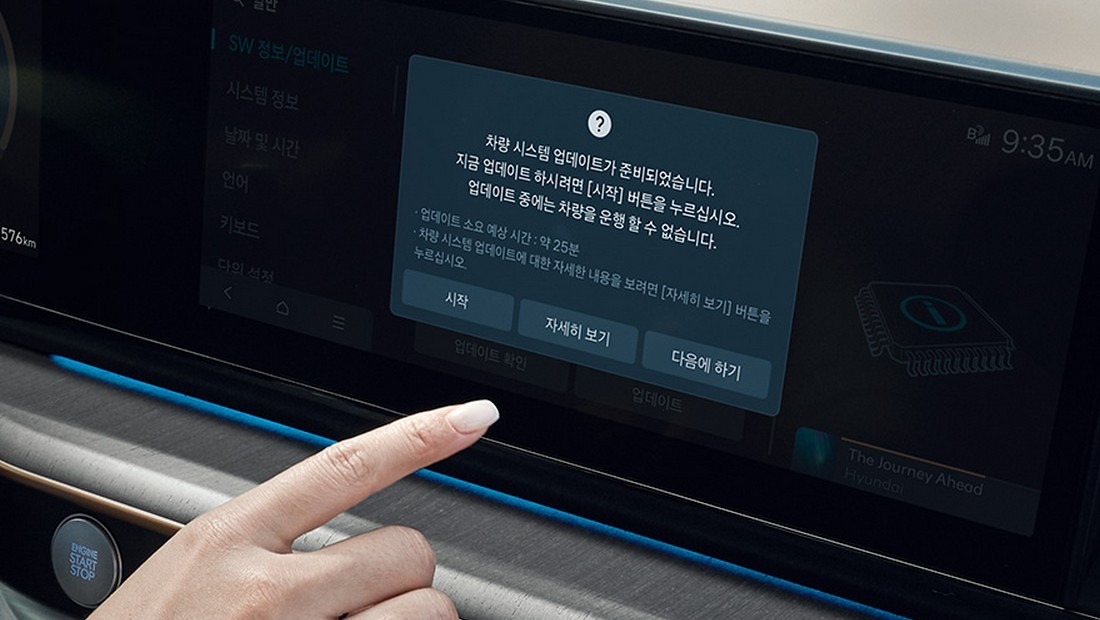 일반
SW 정보/업데이트
시스템 정보
날짜 및 시간
언어
키보드
576km
차량 시스템 업데이트가 준비되었습니다.
지금 업데이트 하시려면 [시작] 버튼을 누르십시오.
업데이트 중에는 차량을 운행 할 수 없습니다.
· 업데이트 소요 예상 시간 : 약 25분
· 차량 시스템 업데이트에 대한 자세한 내용을 보려면 [자세히 보기] 버튼을
누르십시오.
시작
자세히 보기
다음에 하기
업데이트 확인
업데이트
9:35AM
The Journey Ahead
Hyundai
ENGINE
START
STOP